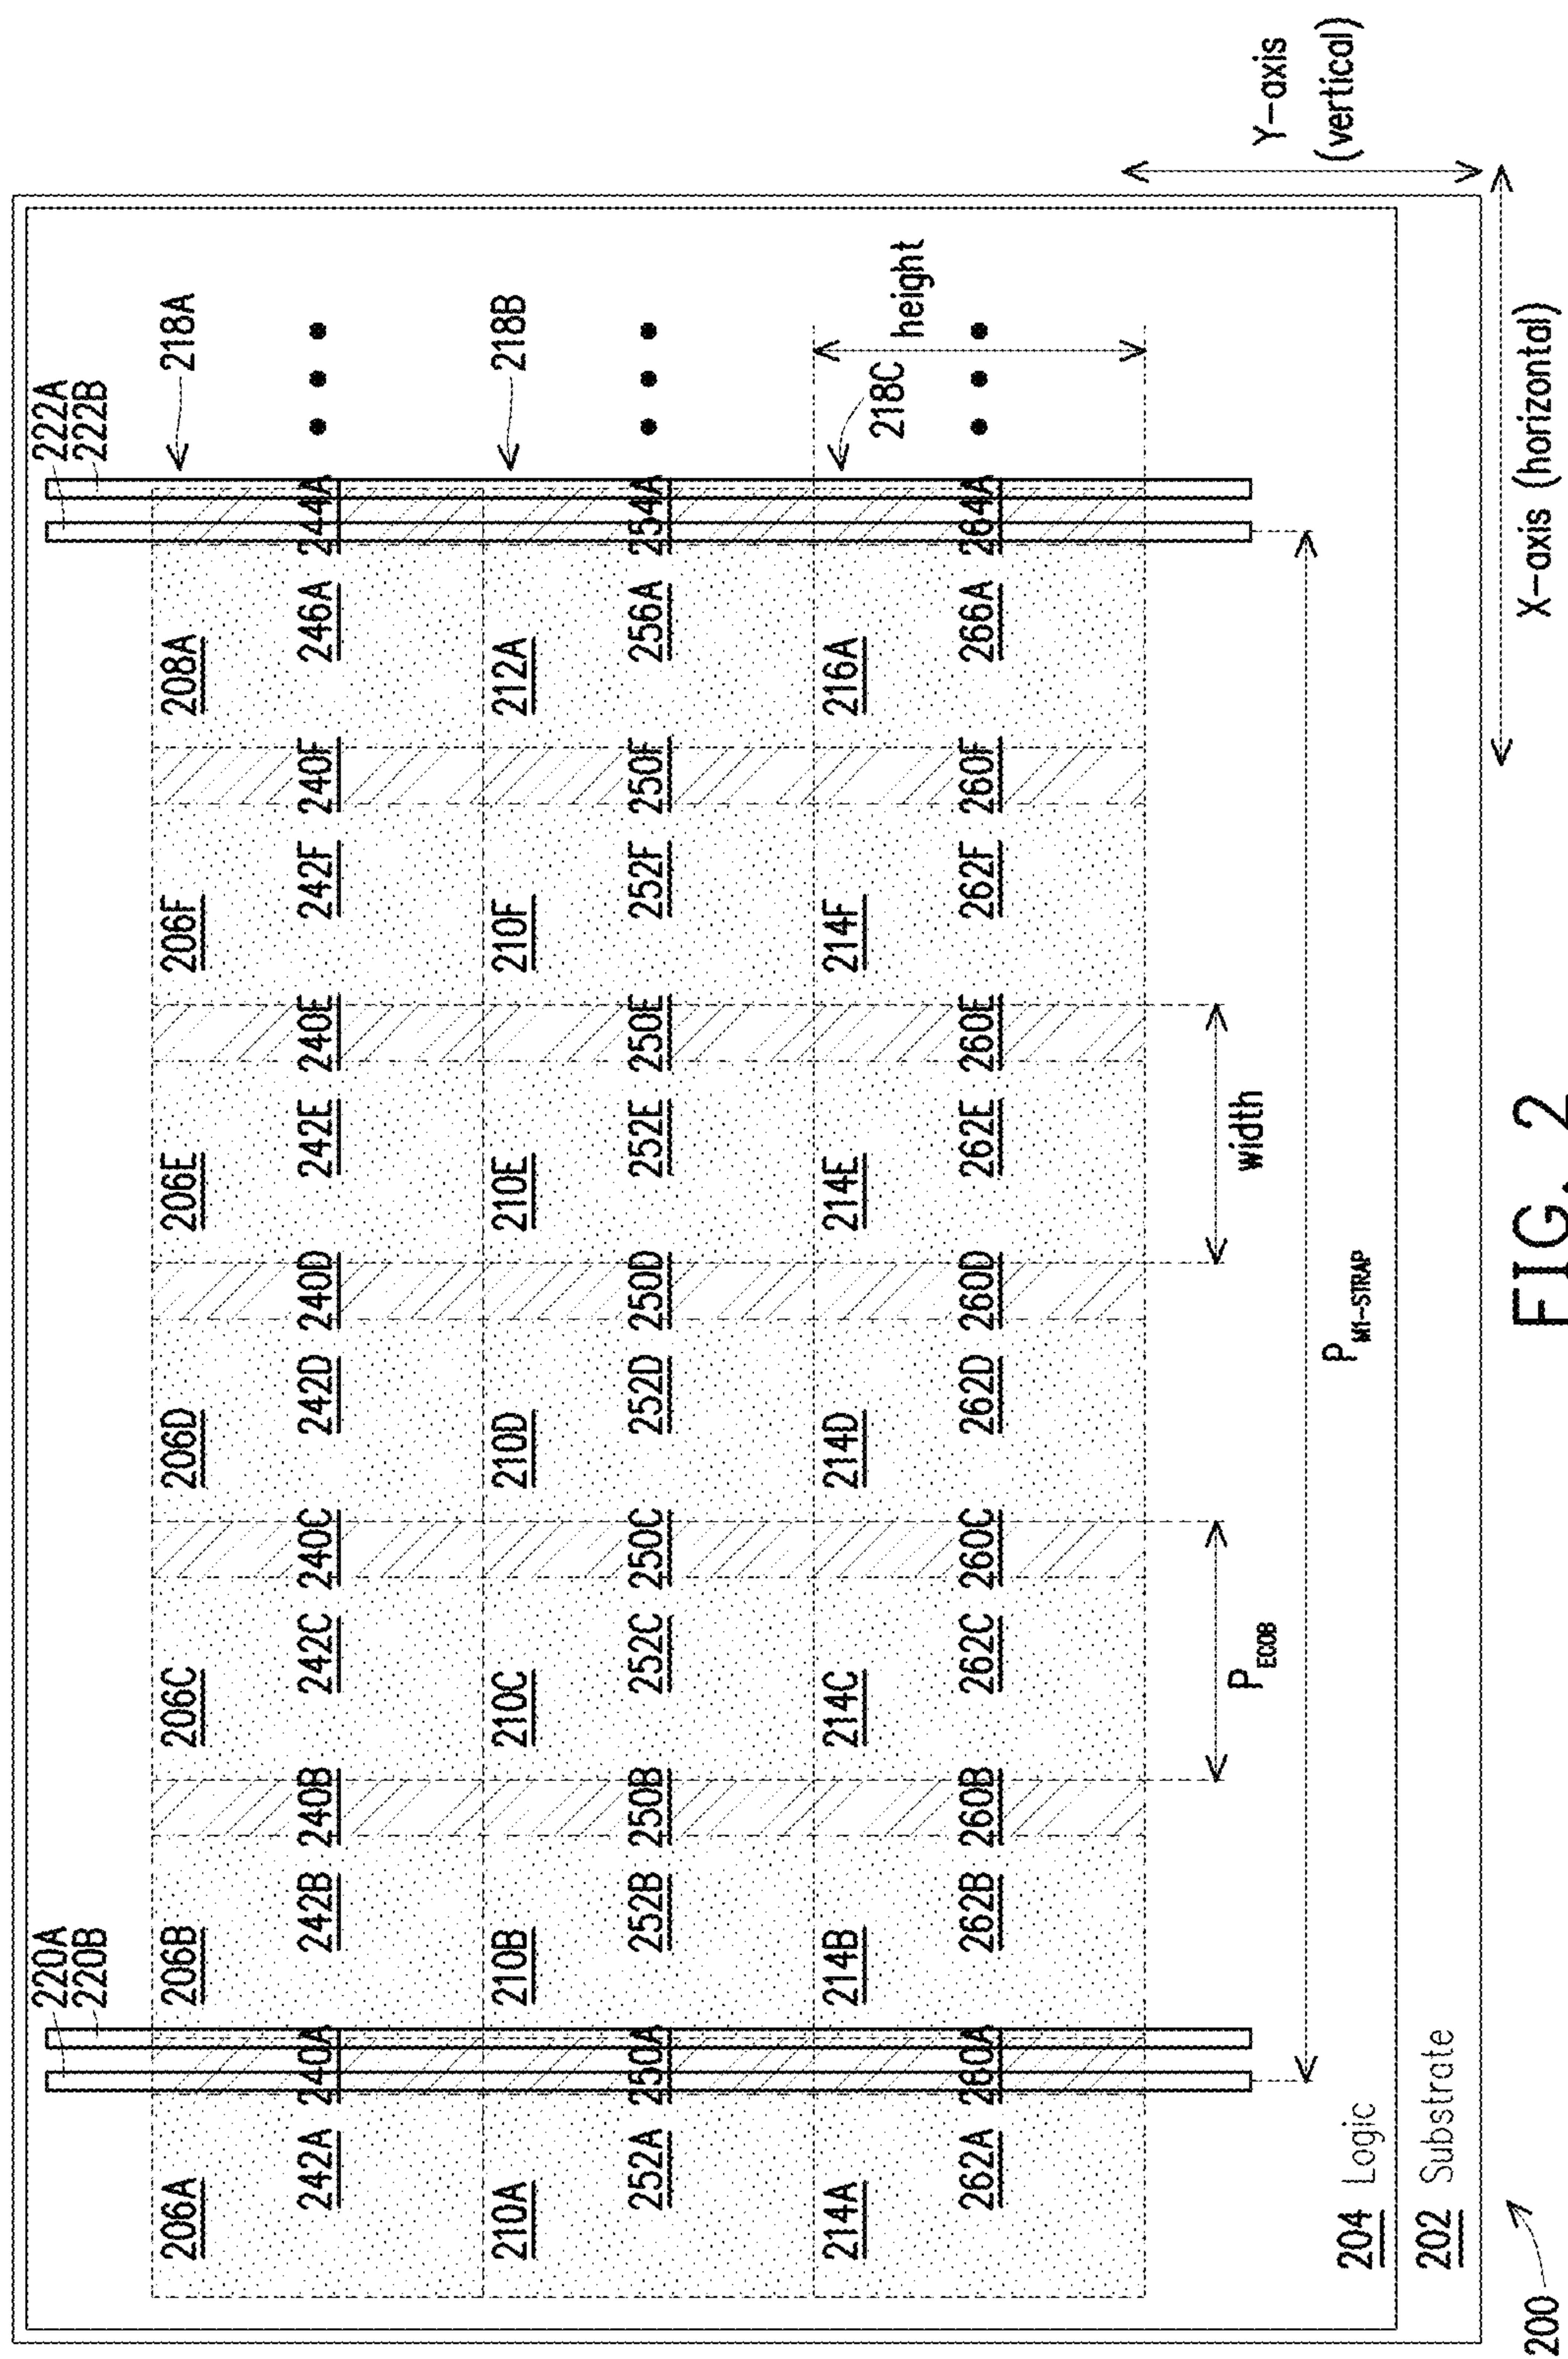 222A
222B
220A
220B
206A
206B
206C
206D
206E
206F
208A
218A
242A
240A
242B
240B
242C
240C
242D
240D
242E
240E
242F
240F
246A
244A
210A
210B
210C
210D
210E
210F
212A
218B
252A
250A
252B
250B
252C
250C
252D
250D
252E
250E
252F
250F
256A
254A
214A
214B
214C
214D
214E
214F
216A
218C
height
262A
260A
262B
260B
262C
260C
262D
260D
262E
260E
262F
260F
266A
264A
P ECOB
width
P M1-STRAP
204 Logic
202 Substrate
Y-axis
(vertical)
X-axis (horizontal)
200
FIG. 2